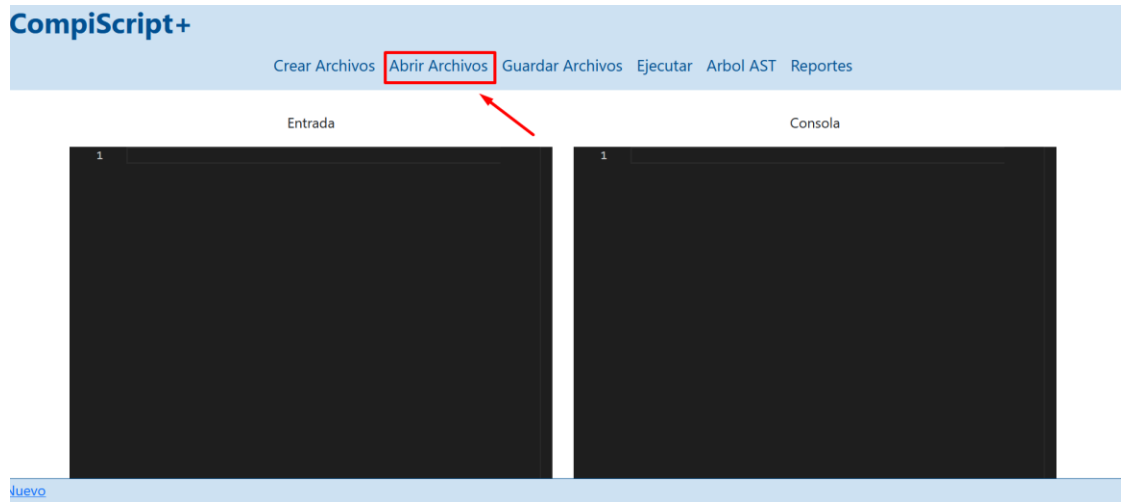 CompiScript+
Crear Archivos Abrir Archivos Guardar Archivos Ejecutar Arbol AST Reportes
Entrada Consola
1 1
Nuevo